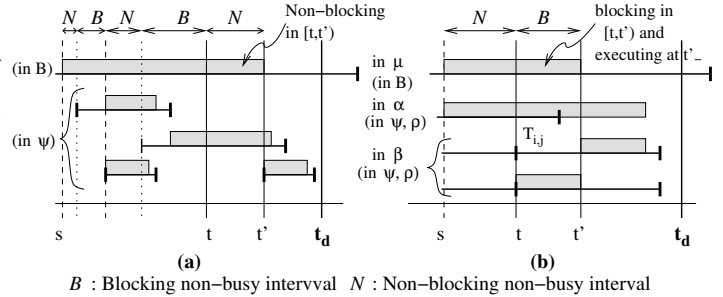 N B N B N Non−blocking in [t,t')
(in B)
(in ψ)
s t t' t_d
(a)
N B blocking in [t,t') and executing at t'_−
in μ
(in B)
in α
(in ψ, ρ)
T_{i,j}
in β
(in ψ, ρ)
s t t' t_d
(b)
B : Blocking non−busy intervval N : Non−blocking non−busy interval